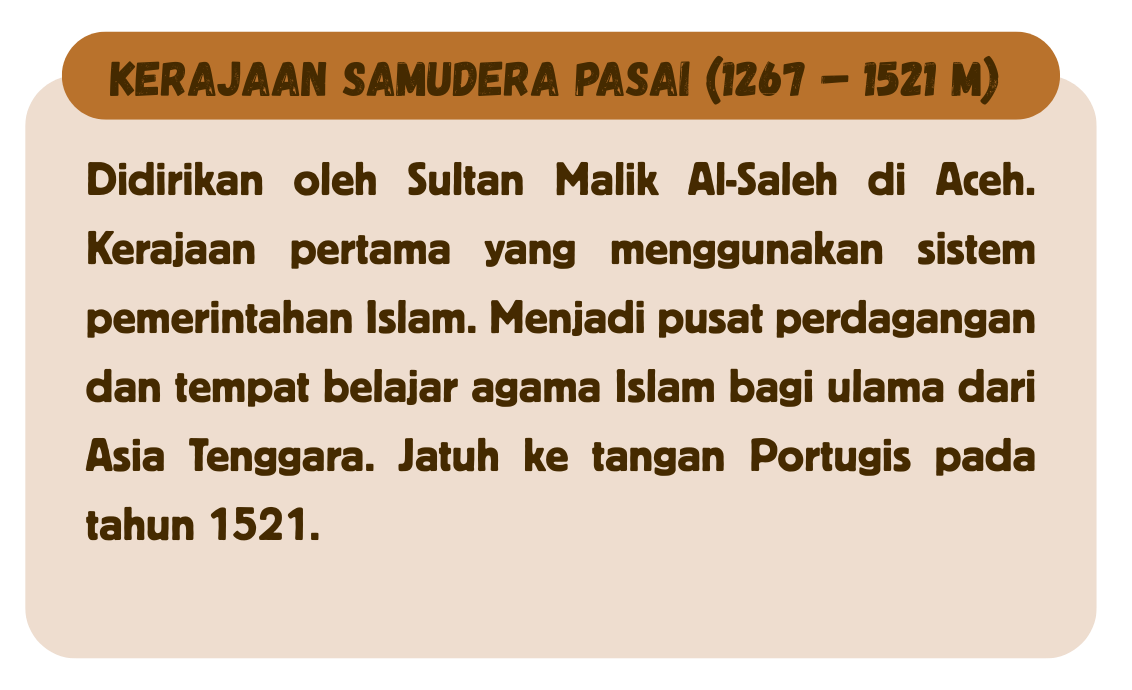 KERAJAAN SAMUDERA PASAI (1267 – 1521 M)
Didirikan oleh Sultan Malik Al-Saleh di Aceh.
Kerajaan pertama yang menggunakan sistem
pemerintahan Islam. Menjadi pusat perdagangan
dan tempat belajar agama Islam bagi ulama dari
Asia Tenggara. Jatuh ke tangan Portugis pada
tahun 1521.